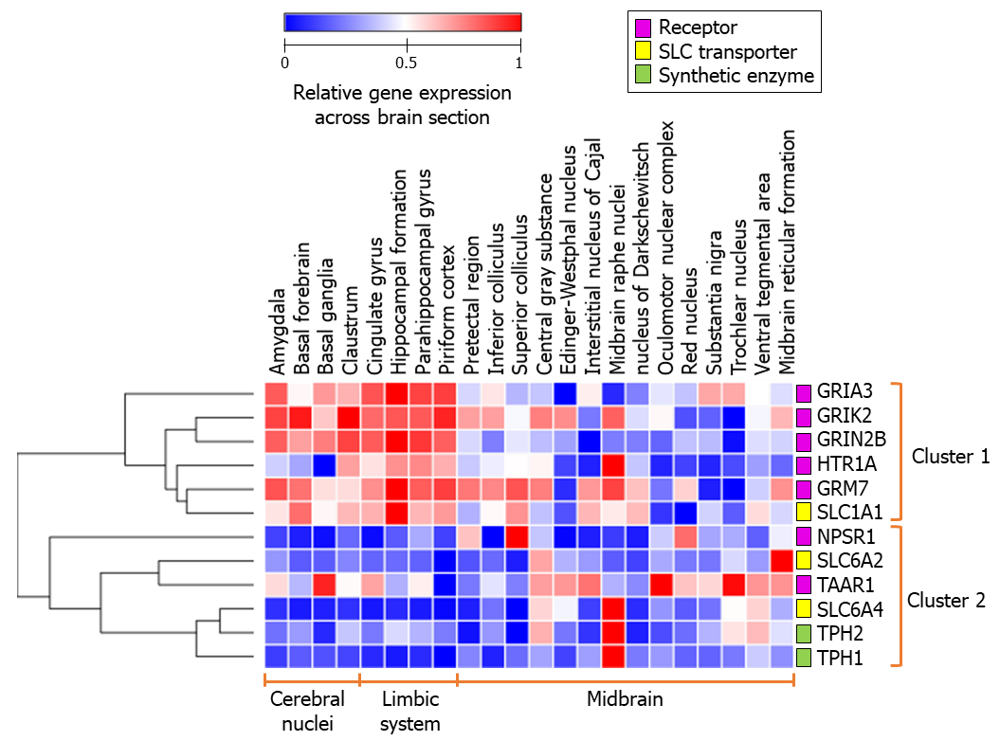 0
0.5
1
Relative gene expression
across brain section
Receptor
SLC transporter
Synthetic enzyme
Amygdala
Basal forebrain
Basal ganglia
Claustrum
Cingulate gyrus
Hippocampal formation
Parahippocampal gyrus
Piriform cortex
Pretectal region
Inferior colliculus
Superior colliculus
Central gray substance
Edinger-Westphal nucleus
Interstitial nucleus of Cajal
Midbrain raphe nuclei
nucleus of Darkschewitsch
Oculomotor nuclear complex
Red nucleus
Substantia nigra
Trochlear nucleus
Ventral tegmental area
Midbrain reticular formation
GRIA3
GRIK2
GRIN2B
HTR1A
GRM7
SLC1A1
NPSR1
SLC6A2
TAAR1
SLC6A4
TPH2
TPH1
Cluster 1
Cluster 2
Cerebral
nuclei
Limbic
system
Midbrain